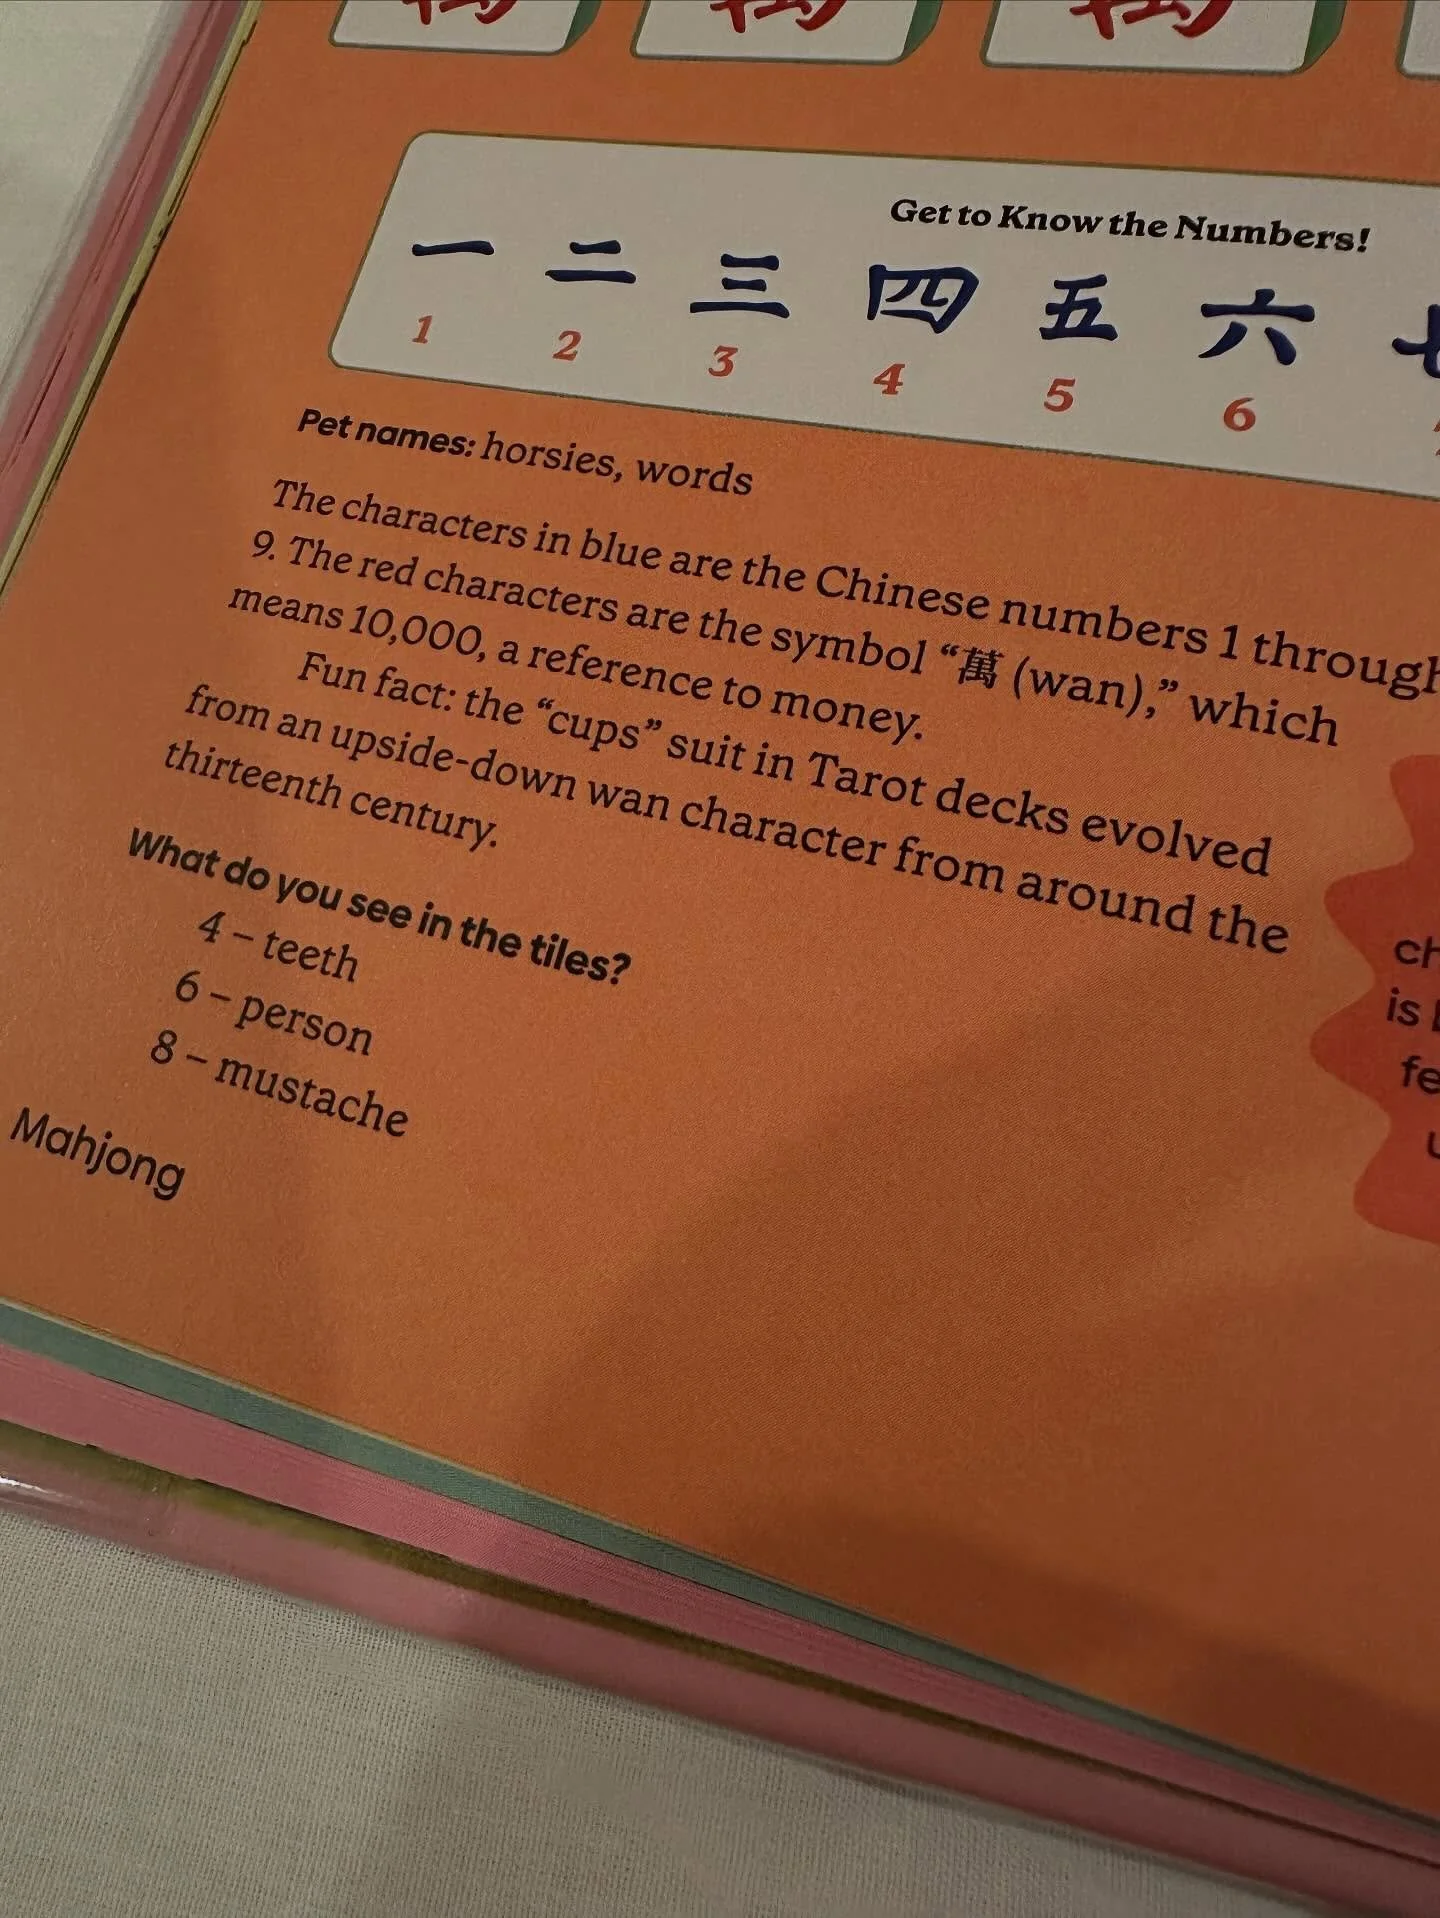 Get to Know the Numbers!
一 二 三 四 五 六
1 2 3 4 5 6
Pet names: horsies, words
The characters in blue are the Chinese numbers 1 through
9. The red characters are the symbol “萬 (wan),” which
means 10,000, a reference to money.
Fun fact: the “cups” suit in Tarot decks evolved
from an upside-down wan character from around the
thirteenth century.
What do you see in the tiles?
4 – teeth
6 – person
8 – mustache
Mahjong
is